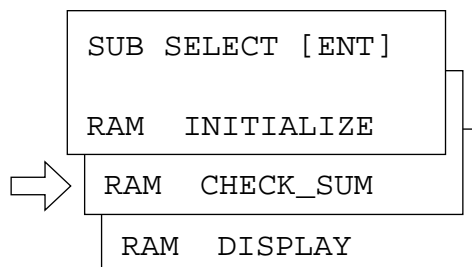 SUB SELECT [ENT]
RAM INITIALIZE
RAM CHECK_SUM
RAM DISPLAY